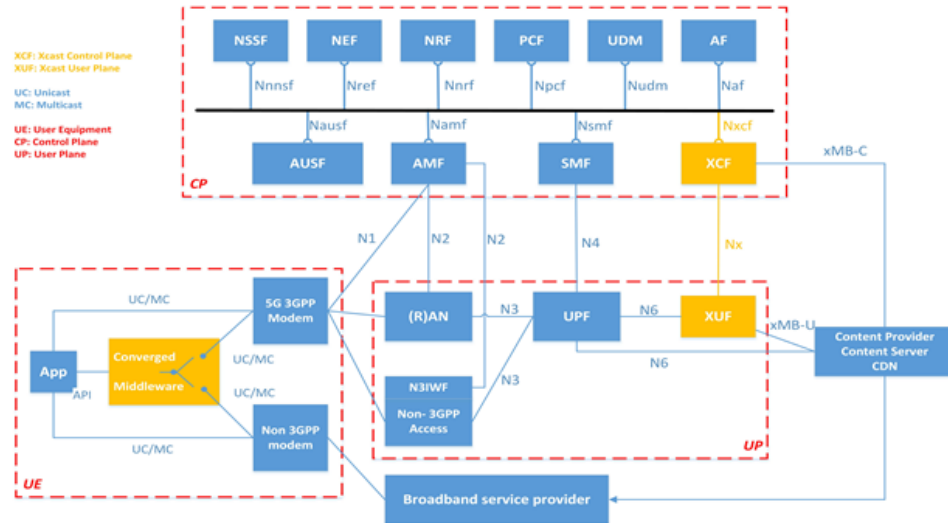 XCF: Xcast Control Plane
XUF: Xcast User Plane
UC: Unicast
MC: Multicast
UE: User Equipment
CP: Control Plane
UP: User Plane
NSSF NEF NRF PCF UDM AF
Nnnsf Nref Nnrf Npcf Nudm Naf
Nausf Namf Nsmf Nxcf
AUSF AMF SMF XCF
xMB-C
CP
N1 N2 N2 N4 Nx
UC/MC
5G 3GPP
Modem
(R)AN
N3
UPF
N6
XUF
xMB-U
Content Provider
Content Server
CDN
Converged
Middleware
App
API
UC/MC
UC/MC
N3IWF
Non- 3GPP
Access
N3
N6
Non 3GPP
modem
UC/MC
UE
UP
Broadband service provider